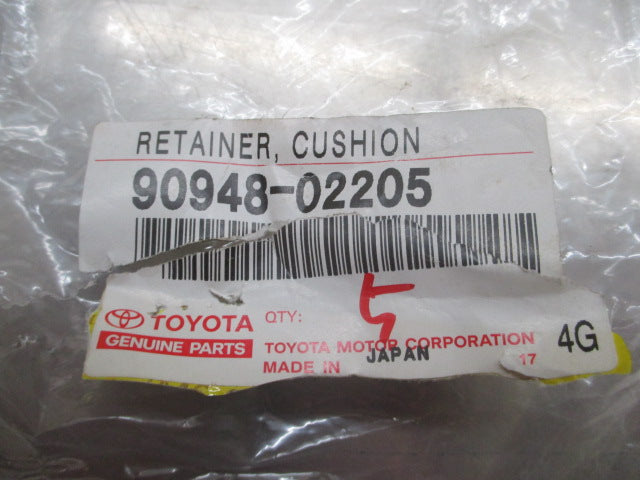 RETAINER, CUSHION
90948-02205
TOYOTA QTY: 5
GENUINE PARTS TOYOTA MOTOR CORPORATION 4G
MADE IN JAPAN 17